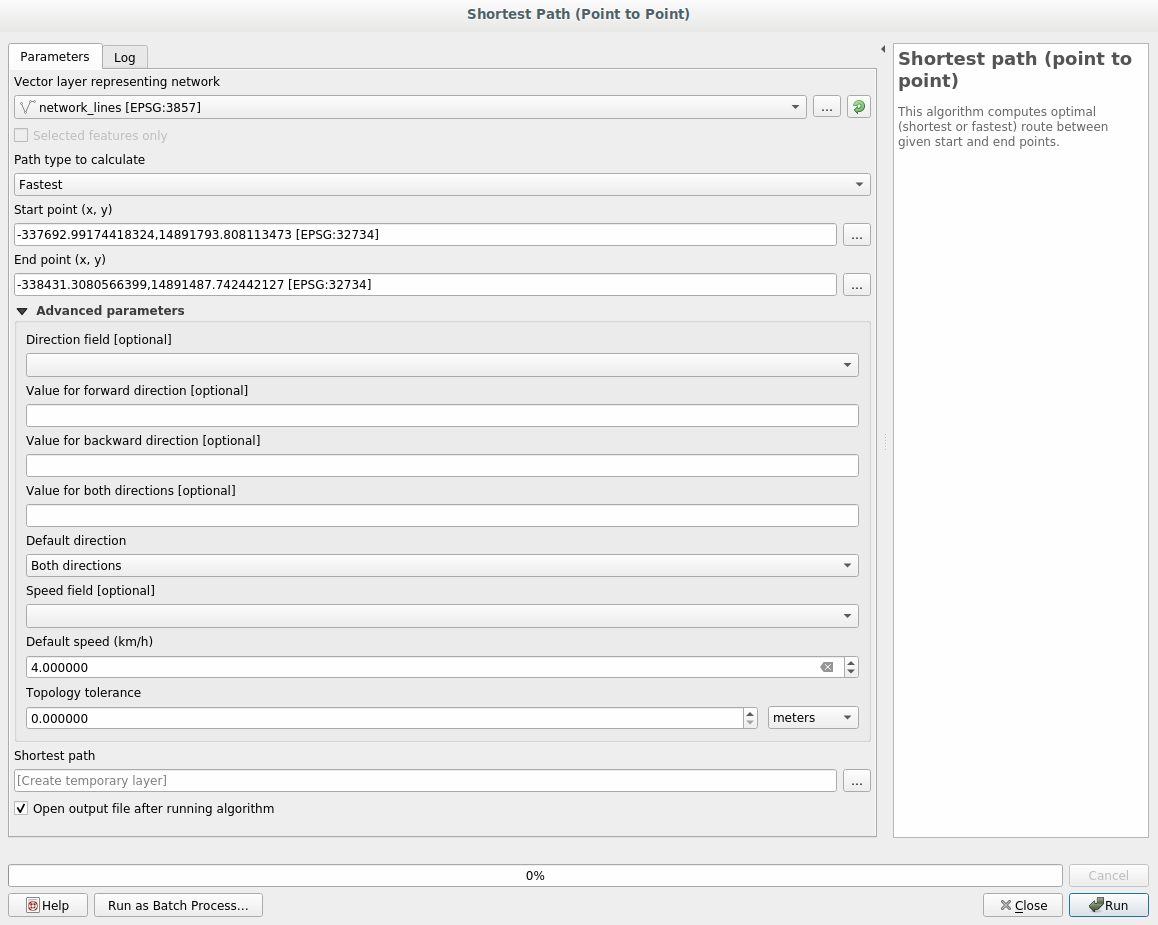 Shortest Path (Point to Point)
Parameters
Log
Vector layer representing network
network_lines [EPSG:3857]
...
Selected features only
Path type to calculate
Fastest
Start point (x, y)
-337692.99174418324,14891793.808113473 [EPSG:32734]
...
End point (x, y)
-338431.3080566399,14891487.742442127 [EPSG:32734]
...
Advanced parameters
Direction field [optional]
Value for forward direction [optional]
Value for backward direction [optional]
Value for both directions [optional]
Default direction
Both directions
Speed field [optional]
Default speed (km/h)
4.000000
Topology tolerance
0.000000
meters
Shortest path
[Create temporary layer]
...
Open output file after running algorithm
Shortest path (point to
point)
This algorithm computes optimal
(shortest or fastest) route between
given start and end points.
0%
Cancel
Help
Run as Batch Process...
Close
Run